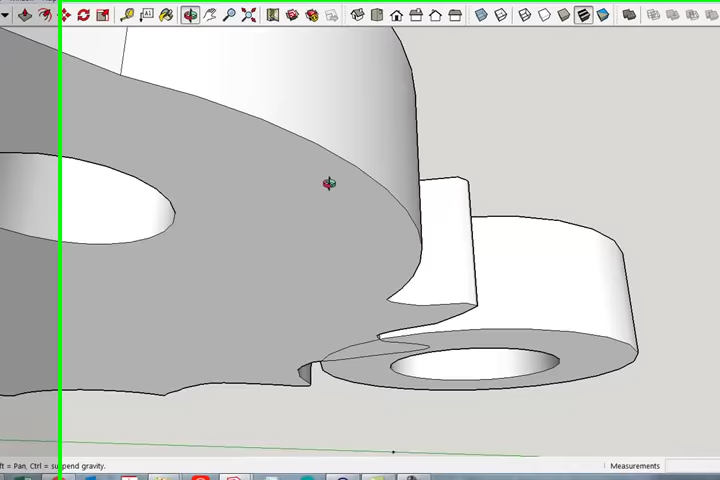 ft = Pan, Ctrl = suspend gravity.
Measurements